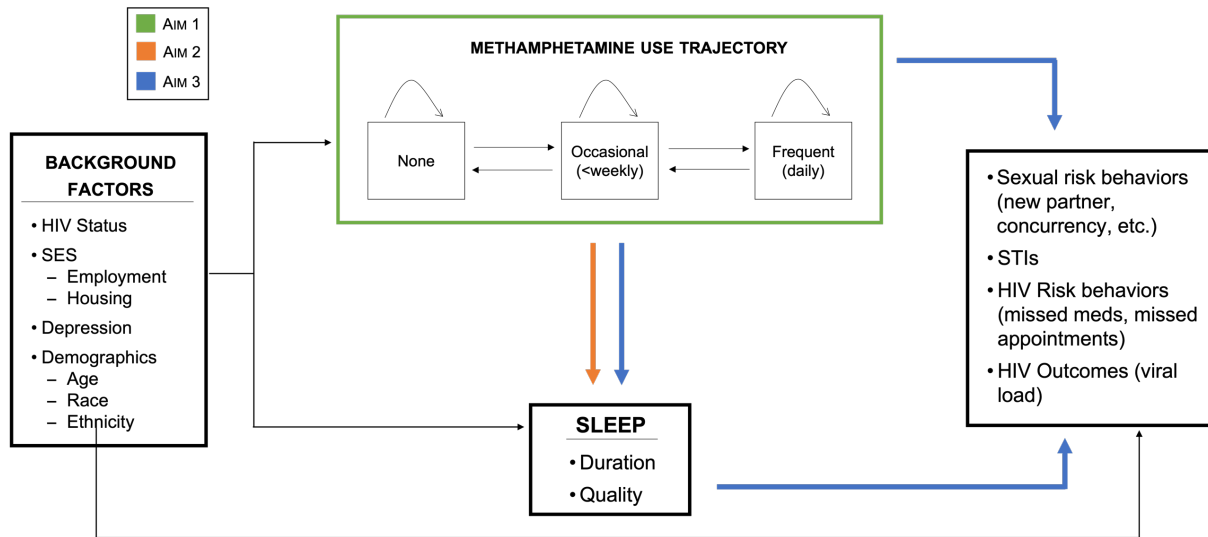 AIM 1
AIM 2
AIM 3
METHAMPHETAMINE USE TRAJECTORY
None
Occasional
(<weekly)
Frequent
(daily)
BACKGROUND
FACTORS
• HIV Status
• SES
– Employment
– Housing
• Depression
• Demographics
– Age
– Race
– Ethnicity
SLEEP
• Duration
• Quality
• Sexual risk behaviors
(new partner,
concurrency, etc.)
• STIs
• HIV Risk behaviors
(missed meds, missed
appointments)
• HIV Outcomes (viral
load)